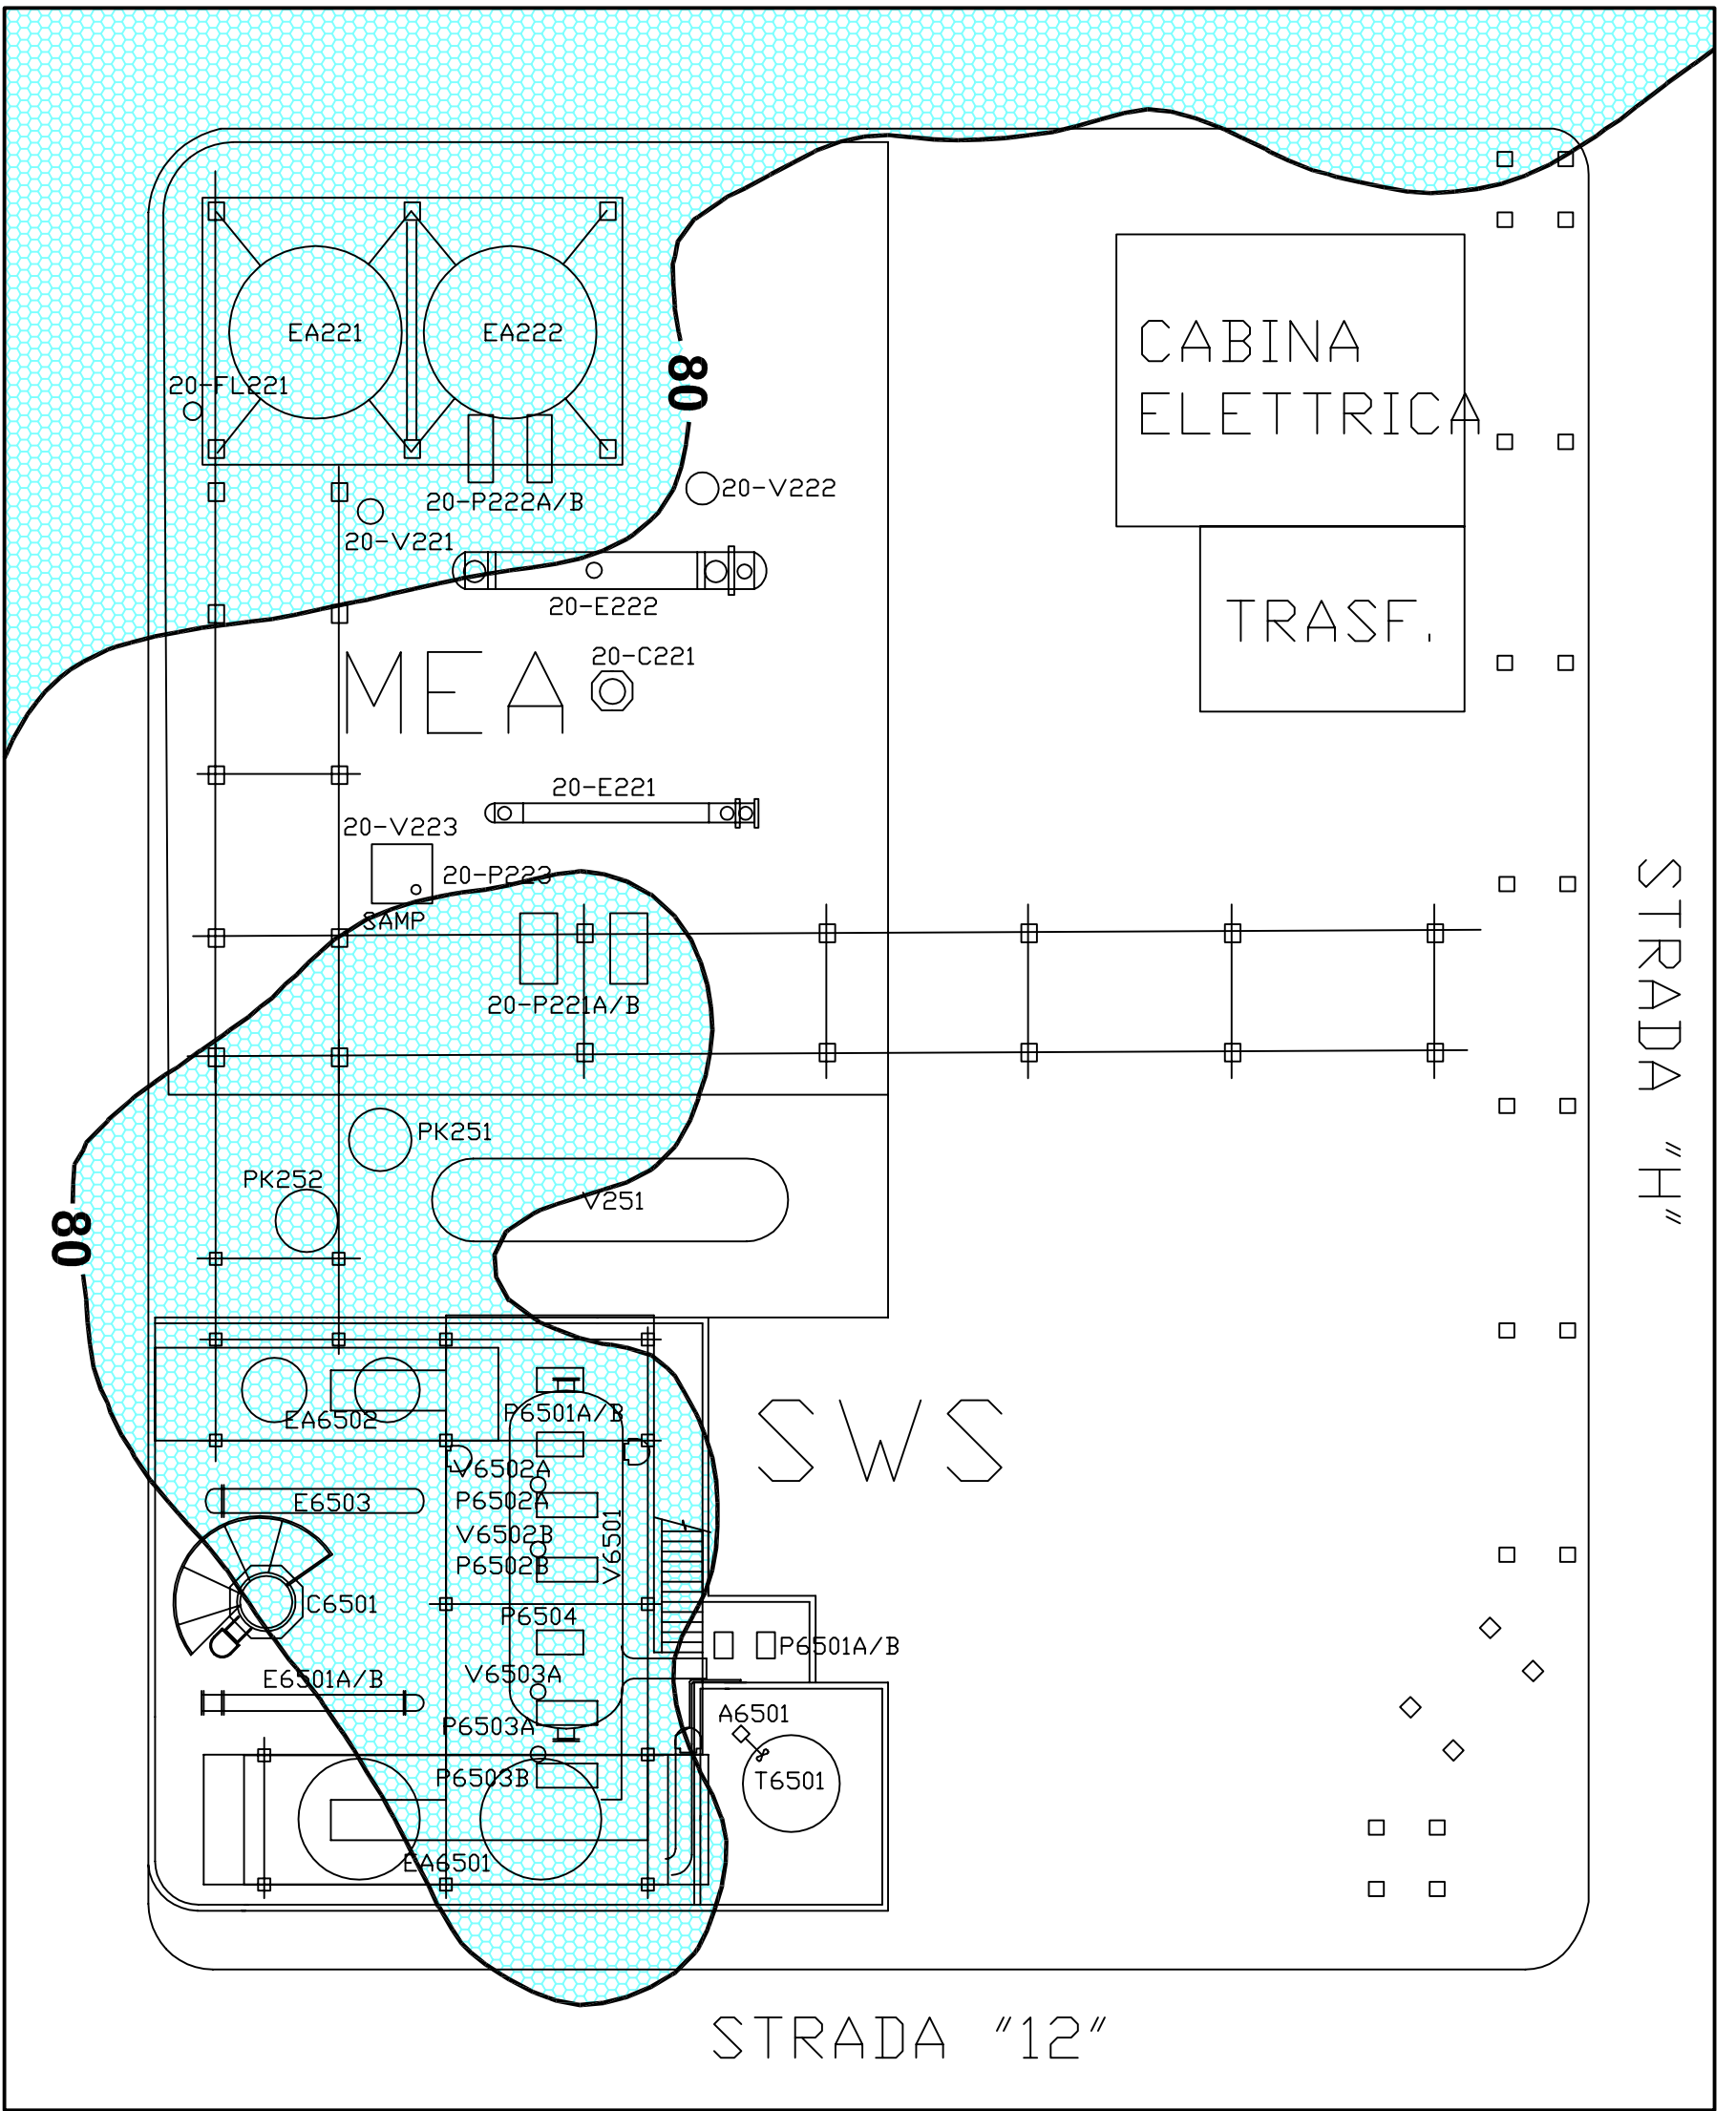 CABINA
ELETTRICA
EA221
EA222
80
20-FL221
20-V222
20-P222A/B
20-V221
20-E222
TRASF.
20-C221
MEA
20-E221
20-V223
20-P223
SAMP
20-P221A/B
STRADA "H"
PK251
PK252
V251
80
EA6502
P6501A/B
SWS
V6502A
P6502A
E6503
V6502B
V6501
P6502B
C6501
P6504
P6501A/B
V6503A
E6501A/B
A6501
P6503A
P6503B
T6501
EA6501
STRADA "12"